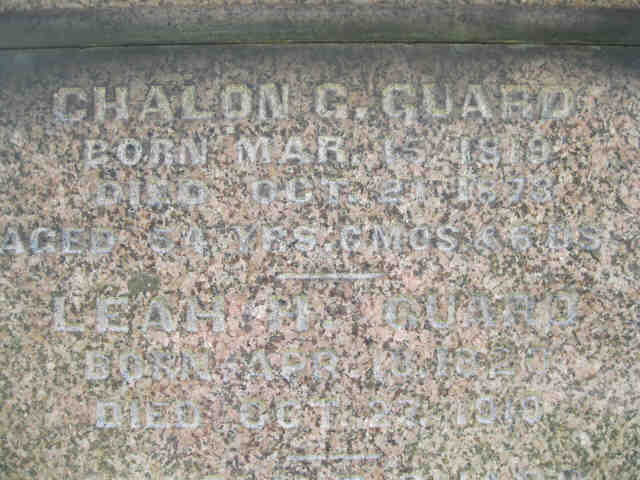 CHALON G. GUARD
BORN MAR. 15, 1819
DIED OCT. 21, 1873
AGED 54 YRS. MOS & 6 DS.
LEAH H. GUARD
BORN APR.
DIED OCT. 27,